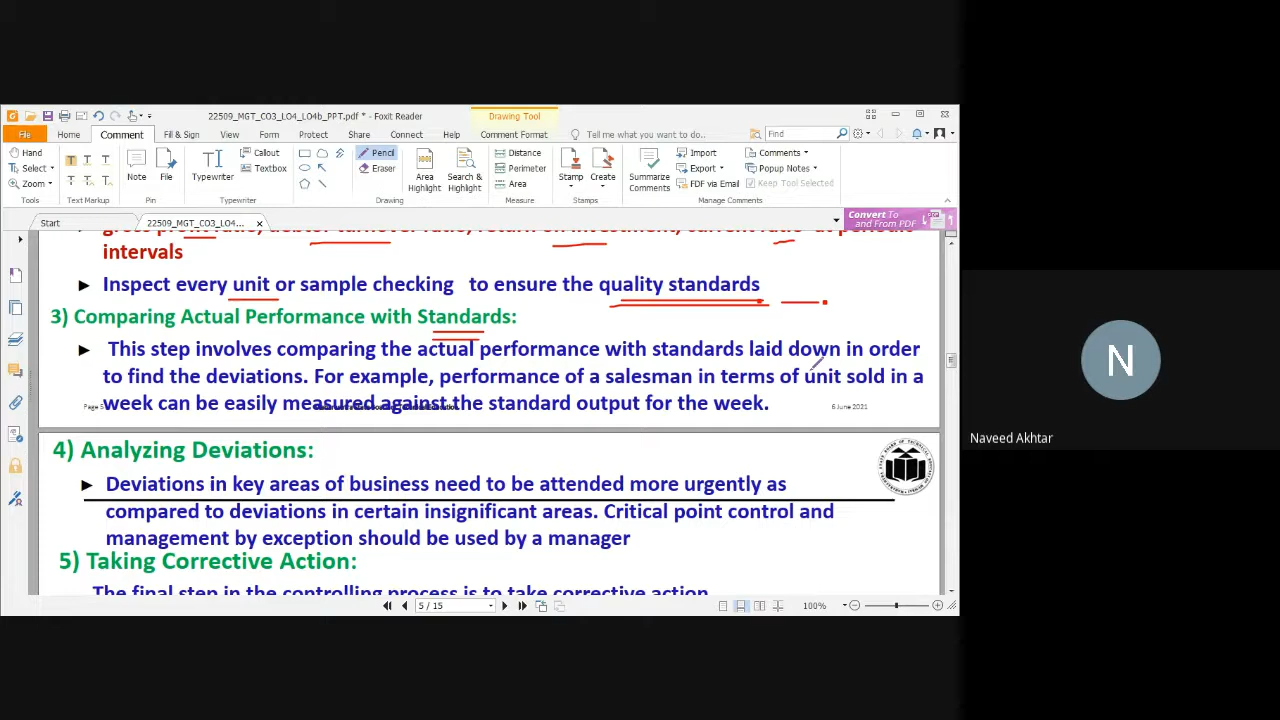 22509_MGT_CO3_LO4_LO4b_PPT.pdf * - Foxit Reader
Drawing Tool
File Home Comment Fill & Sign View Form Protect Share Connect Help Comment Format Tell me what you want to do.. Find
Hand
Select
Zoom
Tools
Text Markup
Note
File
Pin
Typewriter
Callout
Textbox
Typewriter
Pencil
Eraser
Drawing
Area Highlight
Search & Highlight
Distance
Perimeter
Area
Measure
Stamp
Create
Stamps
Summarize Comments
Import
Export
FDF via Email
Comments
Popup Notes
Keep Tool Selected
Manage Comments
Start
22509_MGT_CO3_LO4...
Convert To
and From PDF
gross profit ratio, debtor turnover ratio, return on investment, current ratio
intervals
► Inspect every unit or sample checking to ensure the quality standards
3) Comparing Actual Performance with Standards:
► This step involves comparing the actual performance with standards laid down in order
to find the deviations. For example, performance of a salesman in terms of unit sold in a
week can be easily measured against the standard output for the week.
6 June 2021
4) Analyzing Deviations:
► Deviations in key areas of business need to be attended more urgently as
compared to deviations in certain insignificant areas. Critical point control and
management by exception should be used by a manager
5) Taking Corrective Action:
The final step in the controlling process is to take corrective action
5 / 15
100%
N
Naveed Akhtar